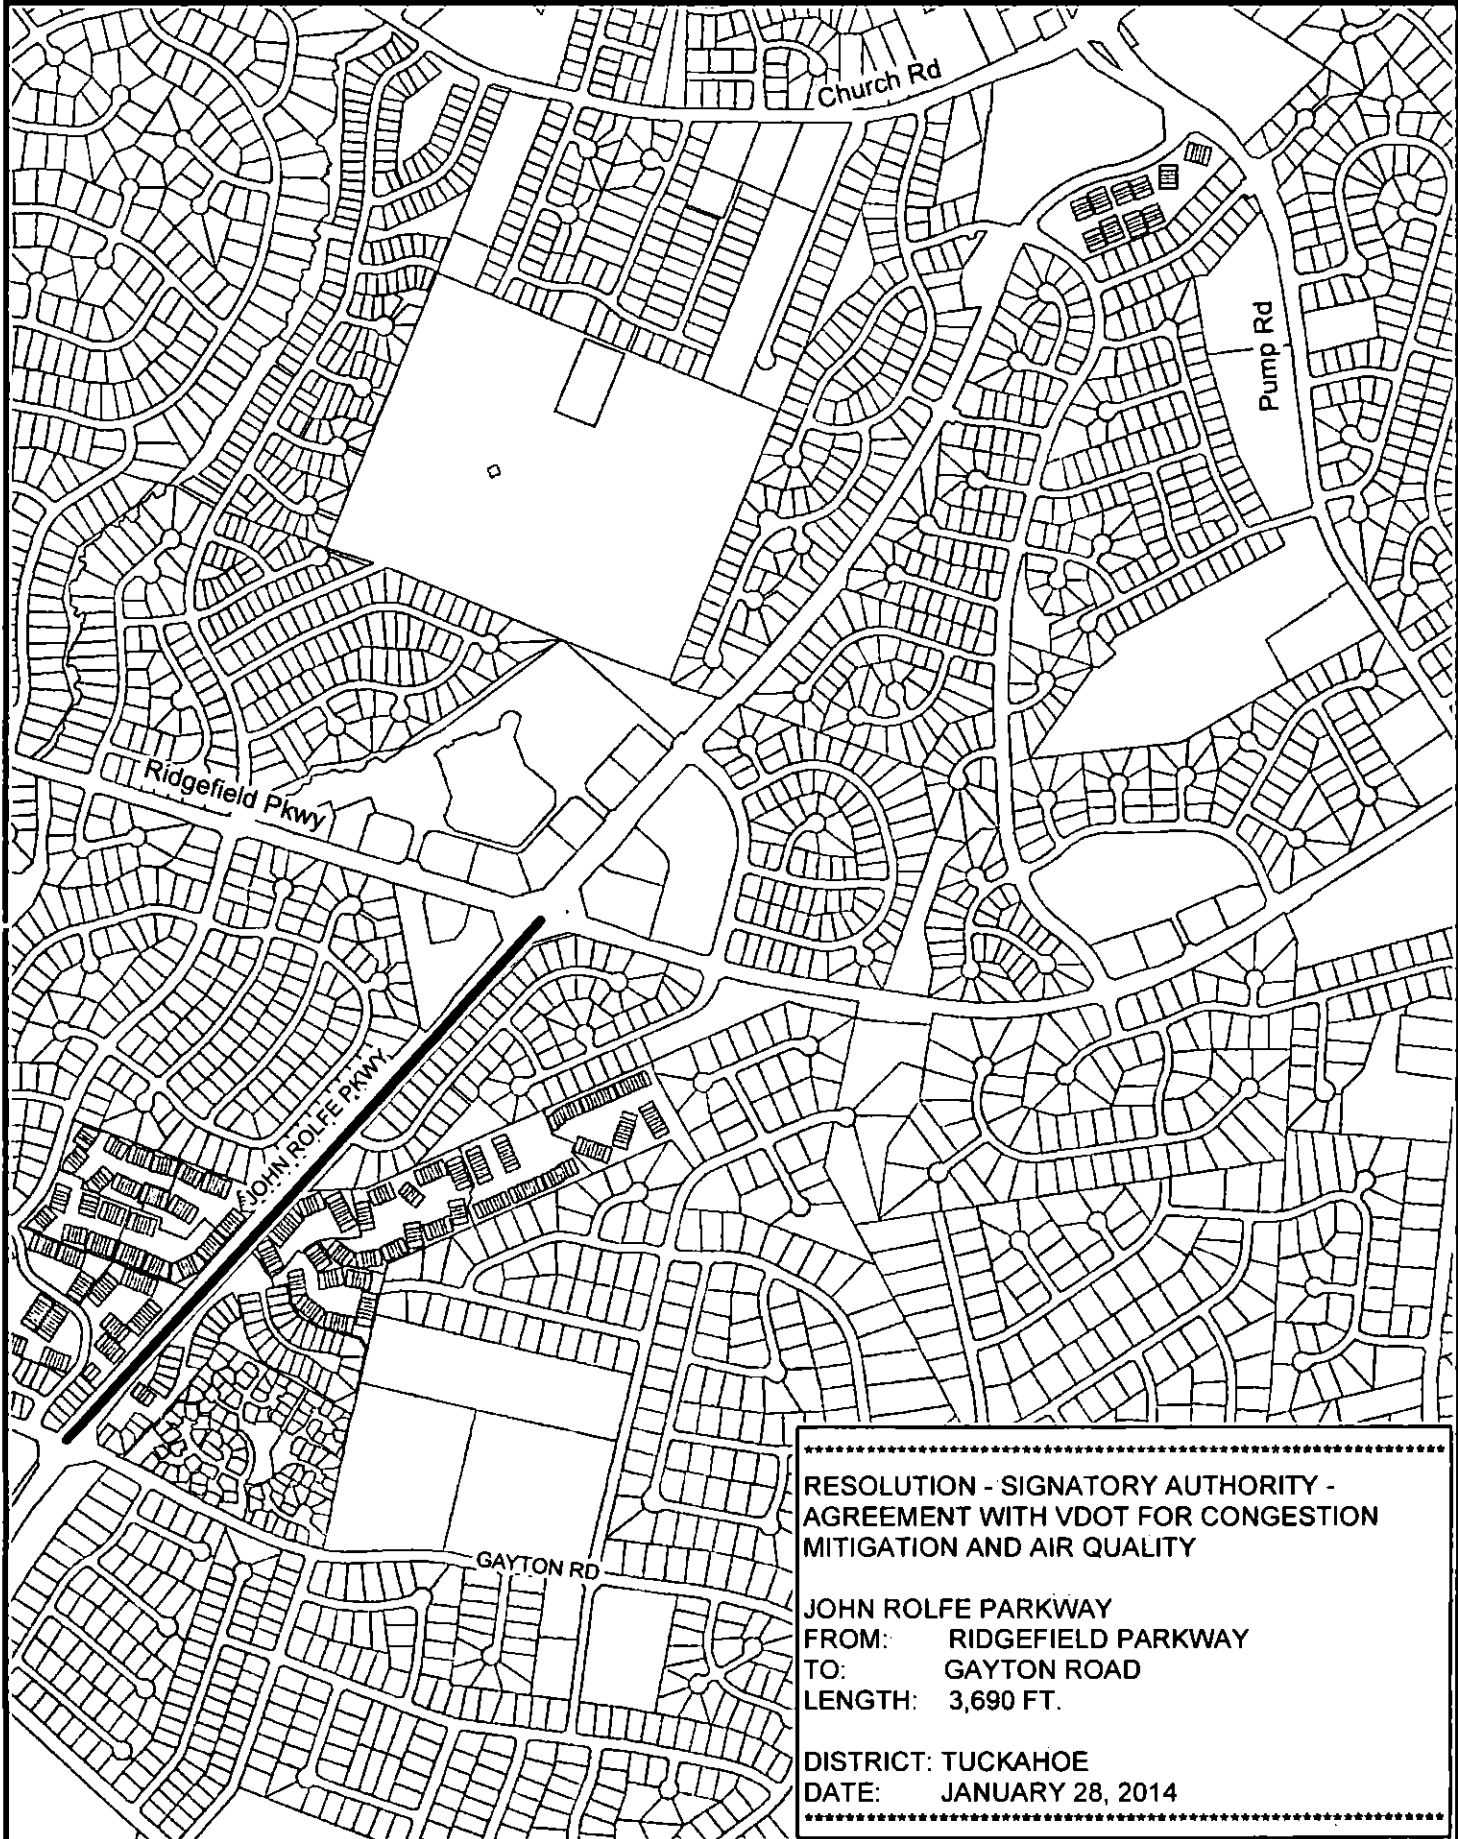 Church Rd
Pump Rd
Ridgefield Pkwy
JOHN ROLFE PKWY
GAYTON RD
RESOLUTION - SIGNATORY AUTHORITY -
AGREEMENT WITH VDOT FOR CONGESTION
MITIGATION AND AIR QUALITY
JOHN ROLFE PARKWAY
FROM: RIDGEFIELD PARKWAY
TO: GAYTON ROAD
LENGTH: 3,690 FT.
DISTRICT: TUCKAHOE
DATE: JANUARY 28, 2014